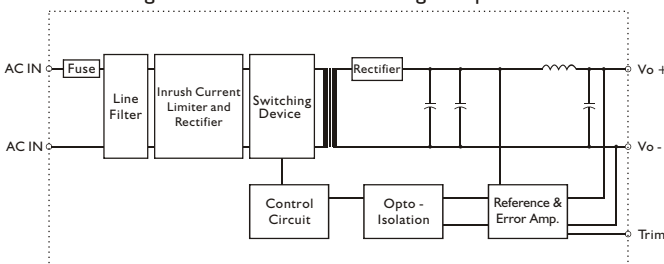 AC IN
Fuse
Line
Filter
Inrush Current
Limiter and
Rectifier
Switching
Device
Rectifier
Vo +
AC IN
Vo -
Control
Circuit
Opto -
Isolation
Reference &
Error Amp.
Trim